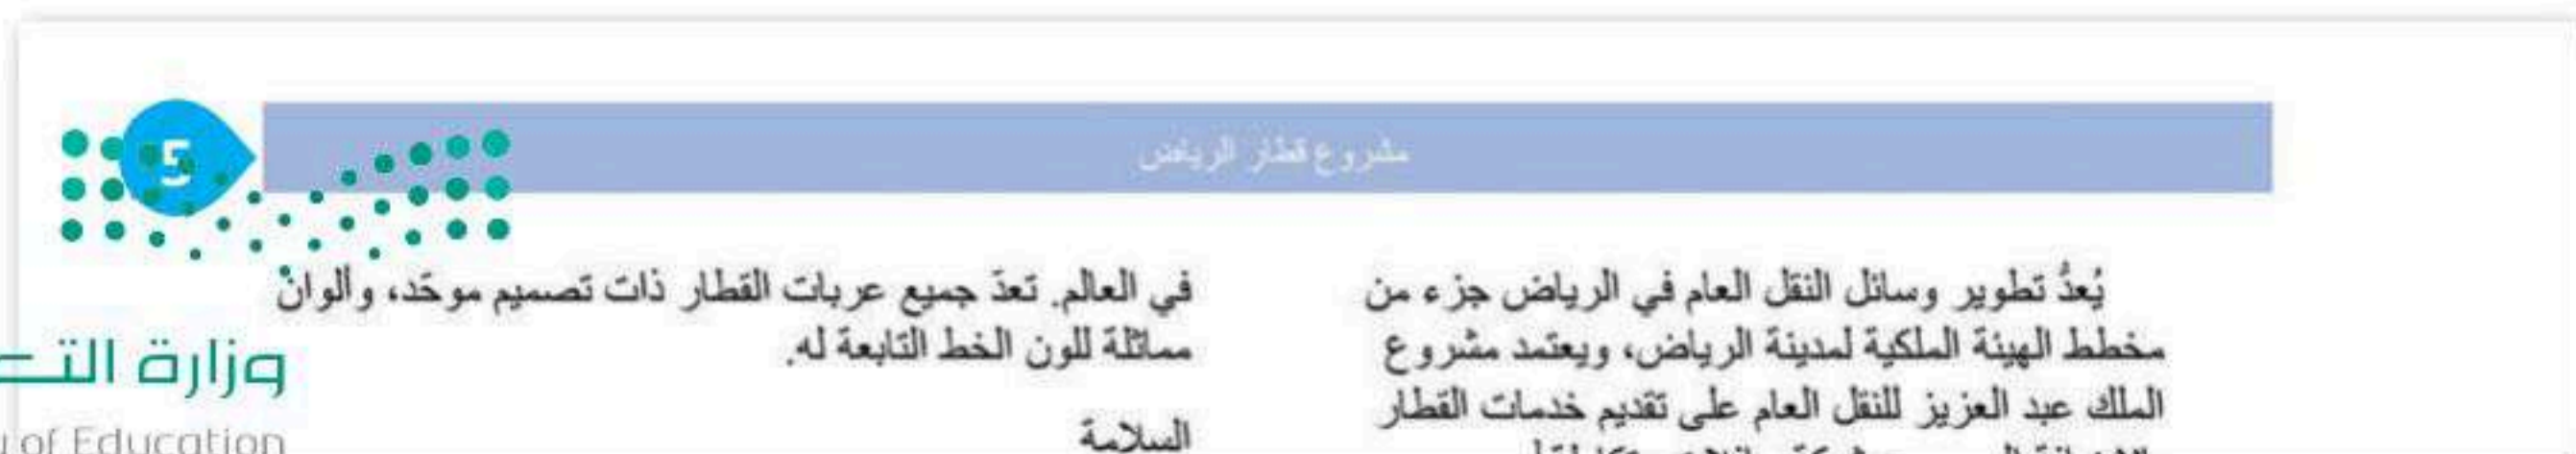 5
مشروع قطار الرياض
يُعدُّ تطوير وسائل النقل العام في الرياض جزء من
مخطط الهيئة الملكية لمدينة الرياض، ويعتمد مشروع
الملك عبد العزيز للنقل العام على تقديم خدمات القطار
في العالم. تعدّ جميع عربات القطار ذات تصميم موحّد، وألوان
مماثلة للون الخط التابعة له.
السلامة
وزارة التـ
of Education